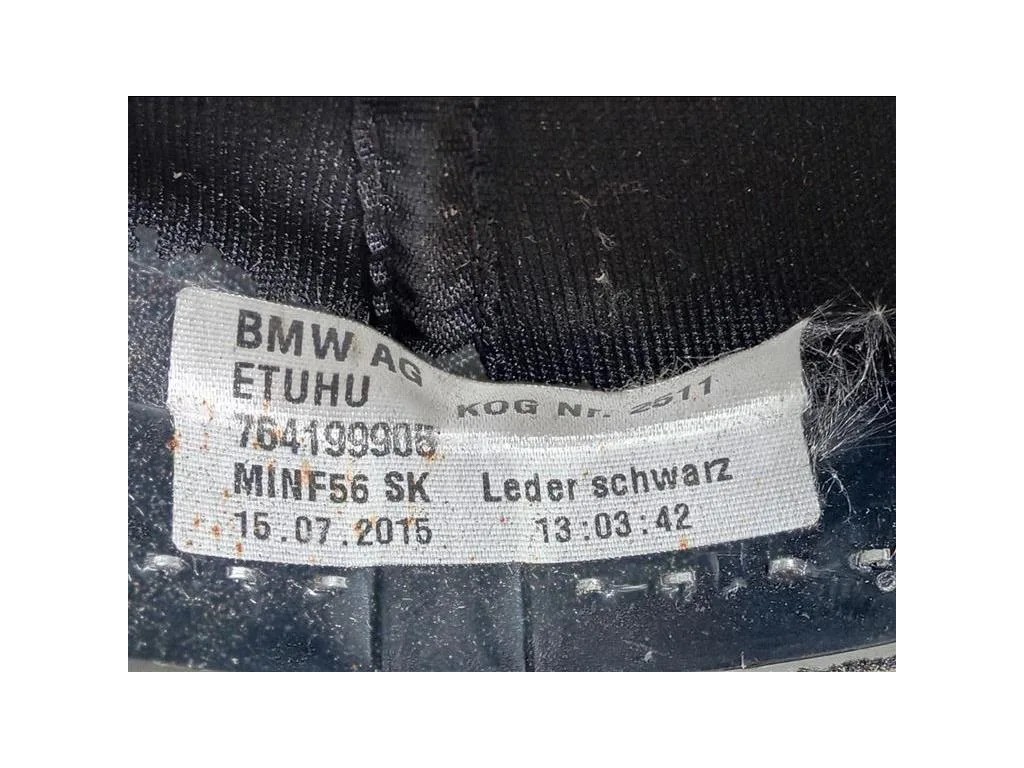 BMW AG
ETUHU KOG Nr. 2511
764199905
MINF56 SK Leder schwarz
15.07.2015 13:03:42